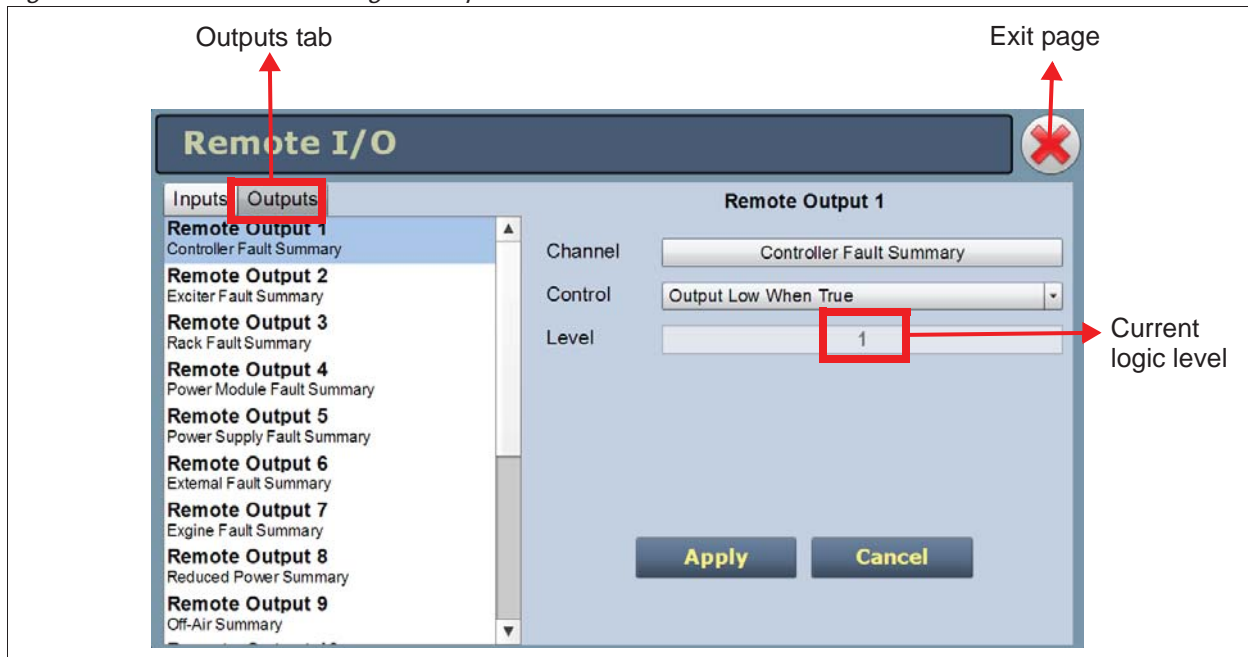 Outputs tab
Exit page
Remote I/O
Inputs Outputs
Remote Output 1
Controller Fault Summary
Remote Output 2
Exciter Fault Summary
Remote Output 3
Rack Fault Summary
Remote Output 4
Power Module Fault Summary
Remote Output 5
Power Supply Fault Summary
Remote Output 6
External Fault Summary
Remote Output 7
Exgine Fault Summary
Remote Output 8
Reduced Power Summary
Remote Output 9
Off-Air Summary
Remote Output 1
Channel Controller Fault Summary
Control Output Low When True
Level 1
Current
logic level
Apply Cancel